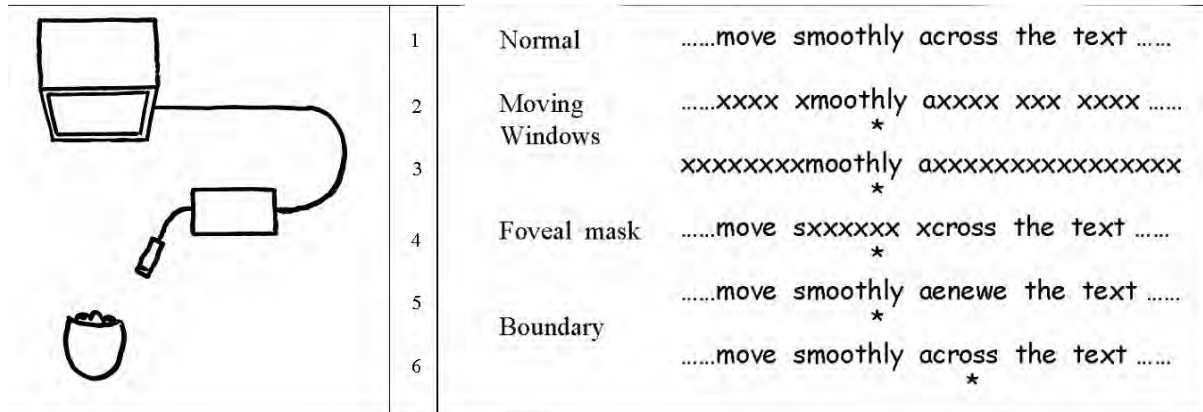 1 Normal ......move smoothly across the text ......
2 Moving Windows ......xxxx xmoothly axxxx xxx xxxx ......
*
3 xxxxxxxxmoothly axxxxxxxxxxxxxxxx
*
4 Foveal mask ......move sxxxxxx xcross the text ......
*
5 ......move smoothly aenewe the text ......
*
Boundary
6 ......move smoothly across the text ......
*